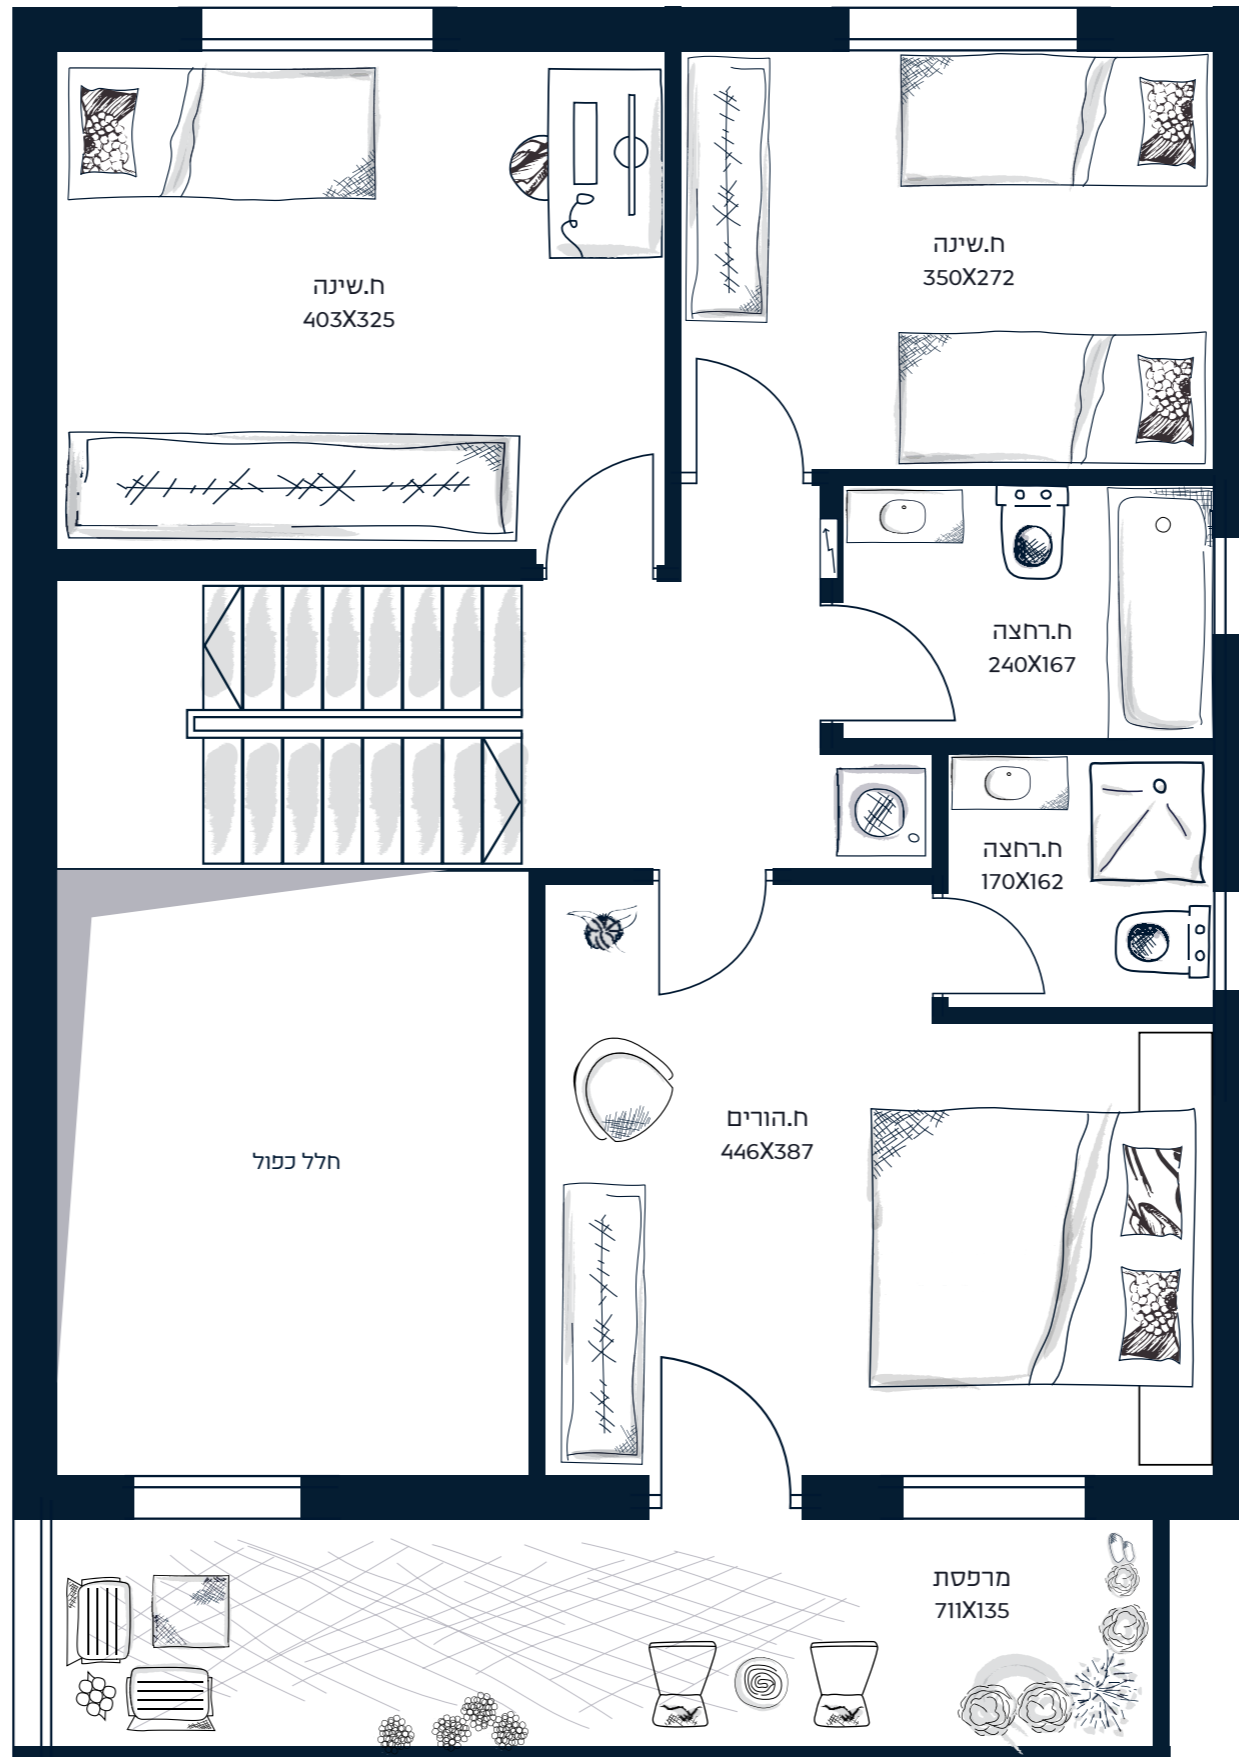 ח.שינה
350X272
ח.שינה
403X325
ח.רחצה
240X167
ח.רחצה
170X162
ח.הורים
446X387
חלל כפול
מרפסת
711X135